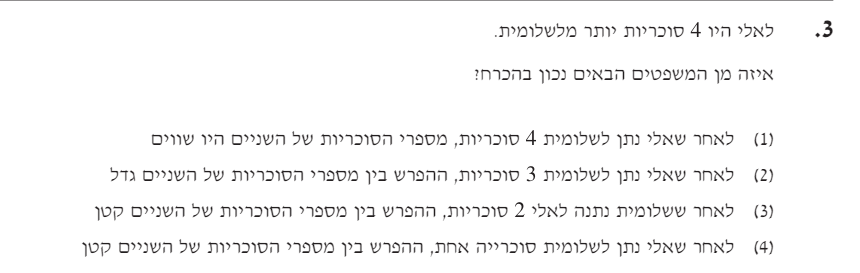 3. לאלי היו 4 סוכריות יותר מלשלומית.
איזה מן המשפטים הבאים נכון בהכרח?
(1) לאחר שאלי נתן לשלומית 4 סוכריות, מספרי הסוכריות של השניים היו שווים
(2) לאחר שאלי נתן לשלומית 3 סוכריות, ההפרש בין מספרי הסוכריות של השניים גדל
(3) לאחר ששלומית נתנה לאלי 2 סוכריות, ההפרש בין מספרי הסוכריות של השניים קטן
(4) לאחר שאלי נתן לשלומית סוכרייה אחת, ההפרש בין מספרי הסוכריות של השניים קטן